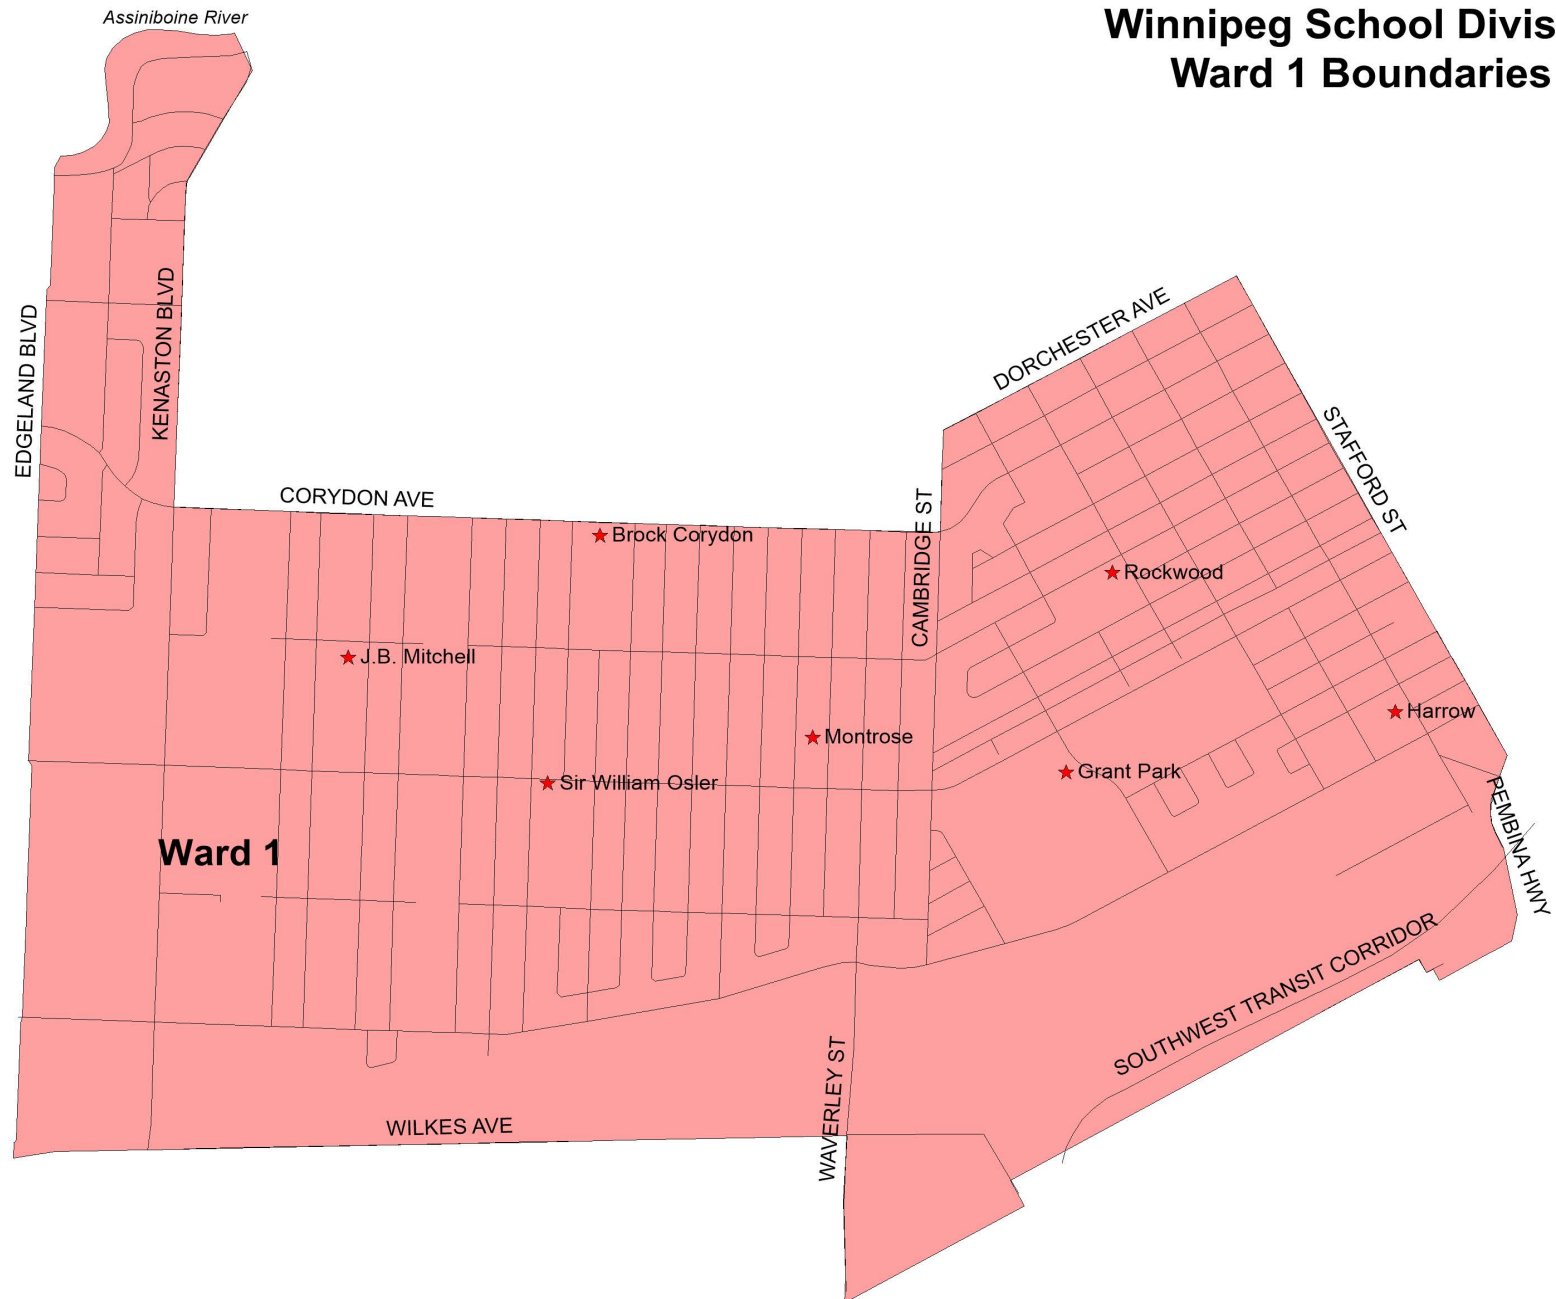 Assiniboine River
Winnipeg School Divis
Ward 1 Boundaries
EDGELAND BLVD
KENASTON BLVD
CORYDON AVE
CAMBRIDGE ST
DORCHESTER AVE
STAFFORD ST
Brock Corydon
Rockwood
J.B. Mitchell
Harrow
Montrose
Grant Park
Sir William Osler
PEMBINA HWY
Ward 1
SOUTHWEST TRANSIT CORRIDOR
WAVERLEY ST
WILKES AVE